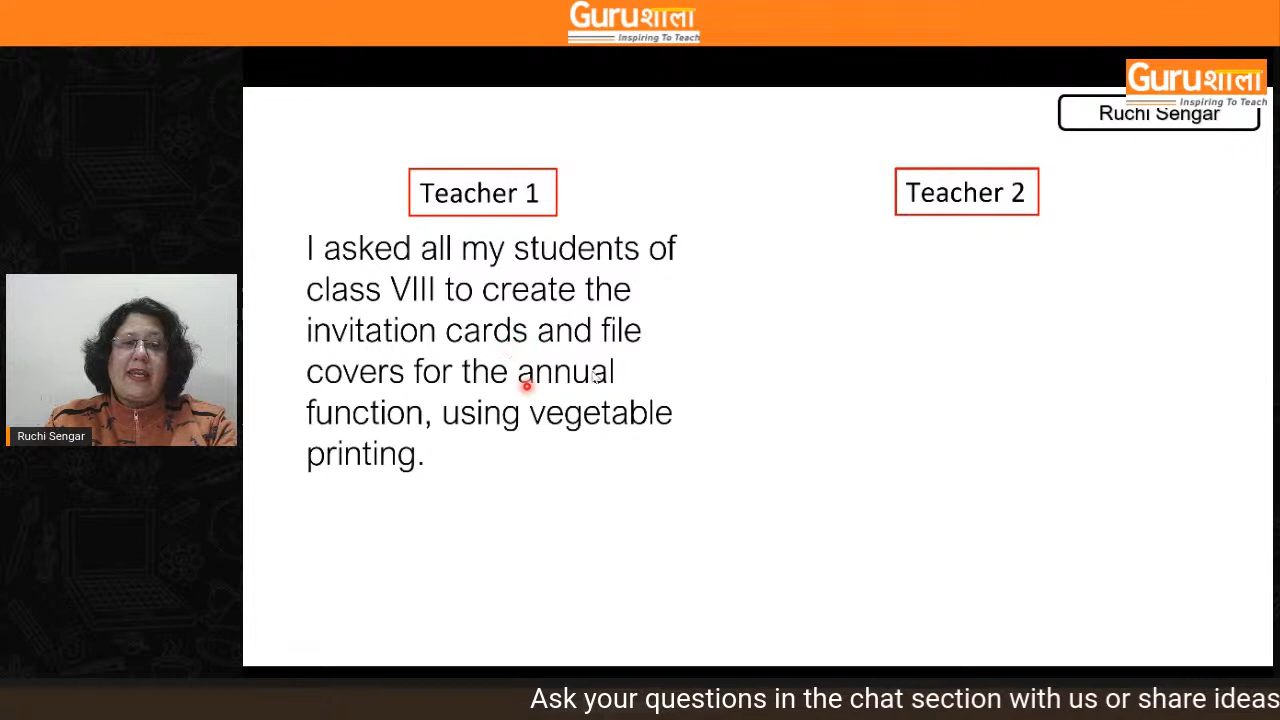 Guruशाला
Inspiring To Teach
Guruशाला
Inspiring To Teach
Ruchi Sengar
Teacher 1
Teacher 2
I asked all my students of
class VIII to create the
invitation cards and file
covers for the annual
function, using vegetable
printing.
Ruchi Sengar
Ask your questions in the chat section with us or share ideas